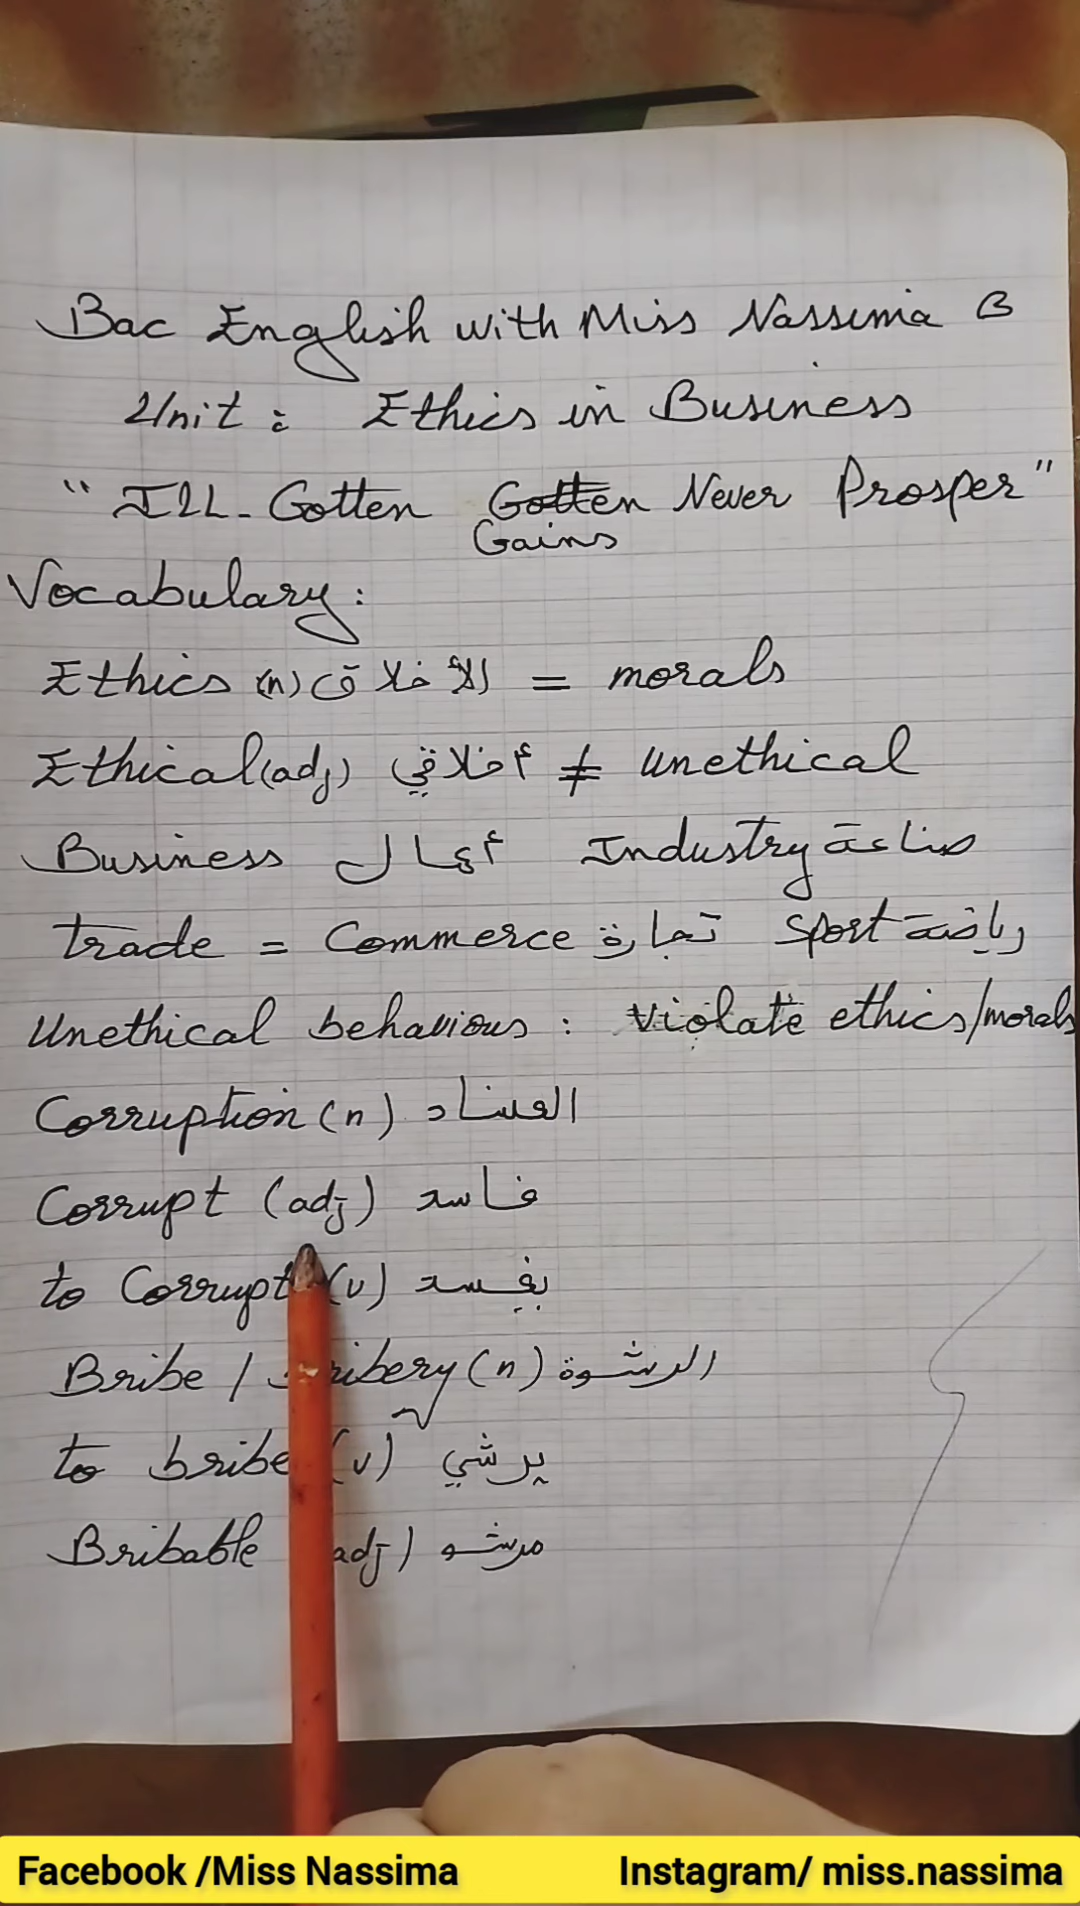 Bac English with Miss Nassima B
Unit : Ethics in Business
"ILL-Gotten Gotten Never Prosper"
Gains
Vocabulary:
Ethics (n) الأخلاق = morals
Ethical (adj) أخلاقي ≠ unethical
Business أعمال Industry صناعة
trade = Commerce تجارة Sport رياضة
Unethical behaviours : violate ethics/morals
Corruption (n) الفساد
Corrupt (adj) فاسد
to Corrupt (v) يفسد
Bribe / Bribery (n) الرشوة
to bribe (v) يرشي
Bribable adj) مرشو
Facebook /Miss Nassima Instagram/ miss.nassima